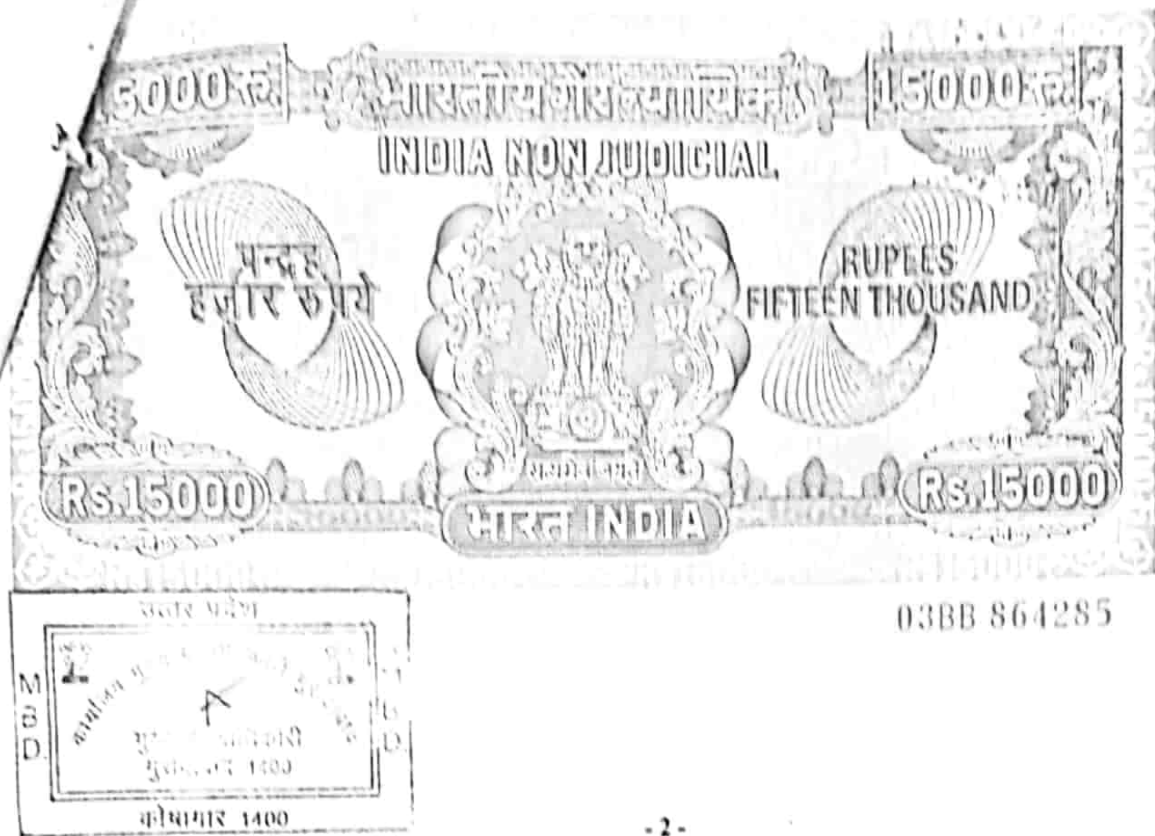 5000रु. भारतीय गैर न्यायिक 15000रु.
INDIA NON JUDICIAL
पन्द्रह
हजार रुपये
RUPEES
FIFTEEN THOUSAND
सत्यमेव जयते
Rs.15000 भारत INDIA Rs.15000
03BB 864285
उत्तर प्रदेश
M
B
D.
कोषागार 1400
- 2 -